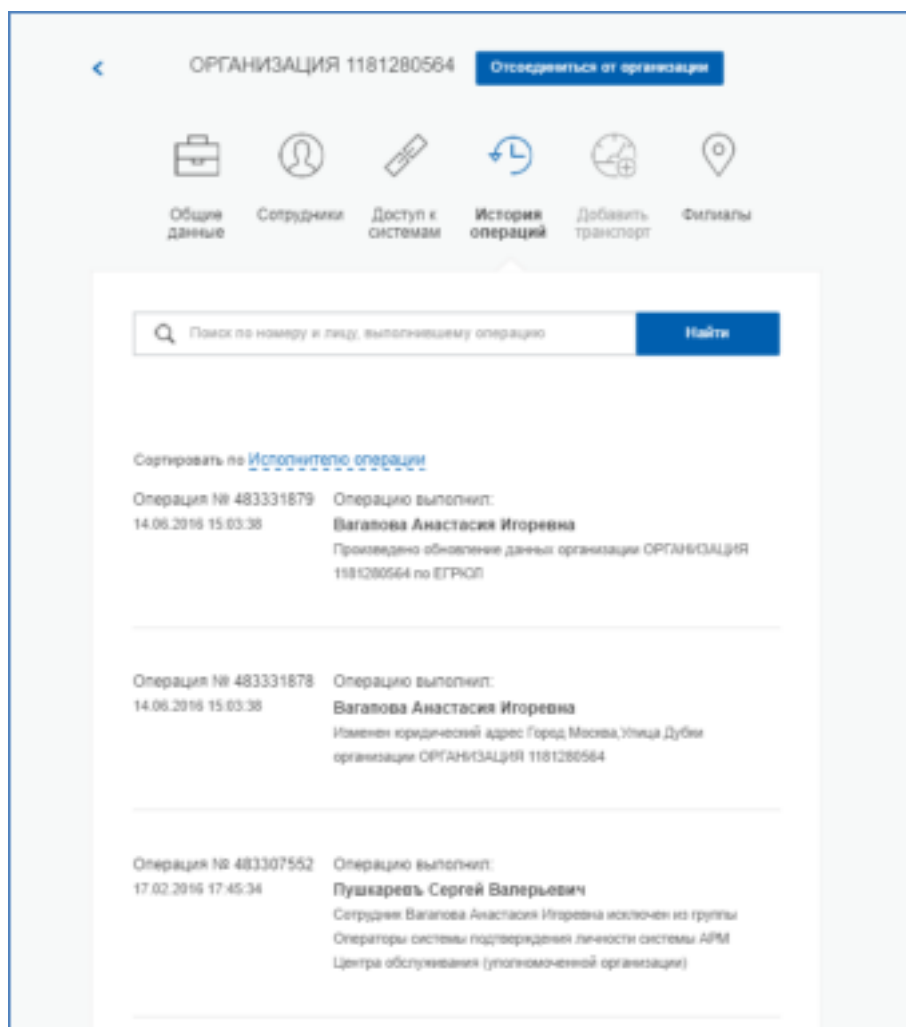 ОРГАНИЗАЦИЯ 1181280564 Отсоединиться от организации
Общие данные
Сотрудники
Доступ к системам
История операций
Добавить транспорт
Филиалы
Поиск по номеру и лицу, выполнившему операцию Найти
Сортировать по Исполнителю операции
Операция № 483331879 Операцию выполнил:
14.06.2016 15:03:38 Вагапова Анастасия Игоревна
Произведено обновление данных организации ОРГАНИЗАЦИЯ
1181280564 по ЕГРЮЛ
Операция № 483331878 Операцию выполнил:
14.06.2016 15:03:38 Вагапова Анастасия Игоревна
Изменен юридический адрес Город Москва,Улица Дубки
организации ОРГАНИЗАЦИЯ 1181280564
Операция № 483307552 Операцию выполнил:
17.02.2016 17:45:34 Пушкаревъ Сергей Валерьевич
Сотрудник Вагапова Анастасия Игоревна исключен из группы
Операторы системы подтверждения личности системы АРМ
Центра обслуживания (уполномоченной организации)